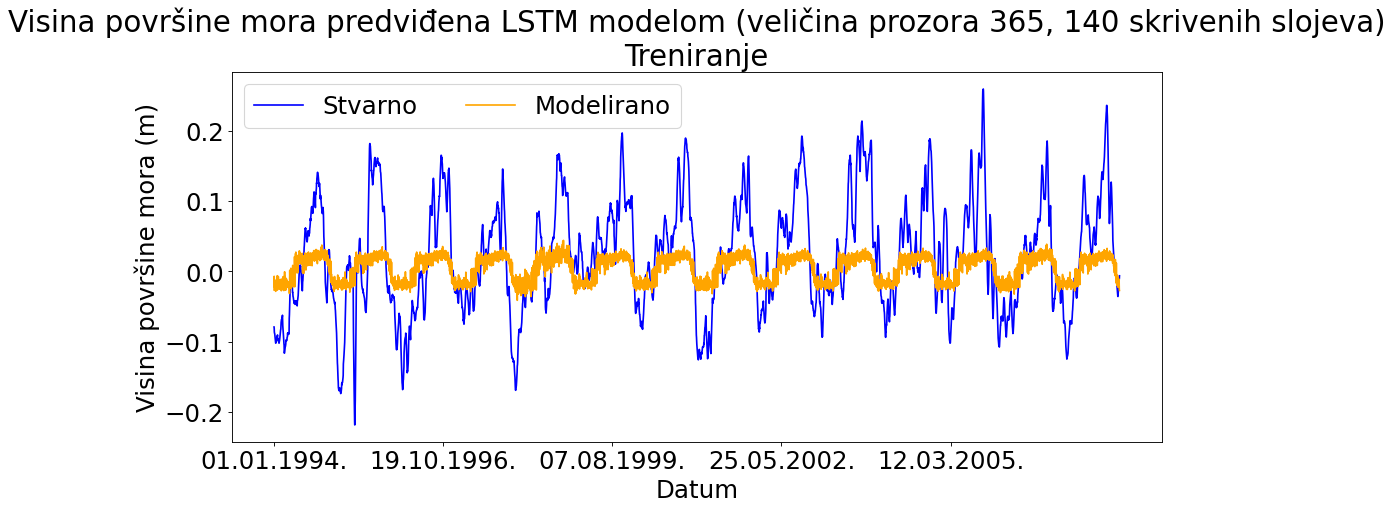 Visina površine mora predviđena LSTM modelom (veličina prozora 365, 140 skrivenih slojeva)
Treniranje
Stvarno Modelirano
Visina površine mora (m)
0.2
0.1
0.0
−0.1
−0.2
01.01.1994. 19.10.1996. 07.08.1999. 25.05.2002. 12.03.2005.
Datum